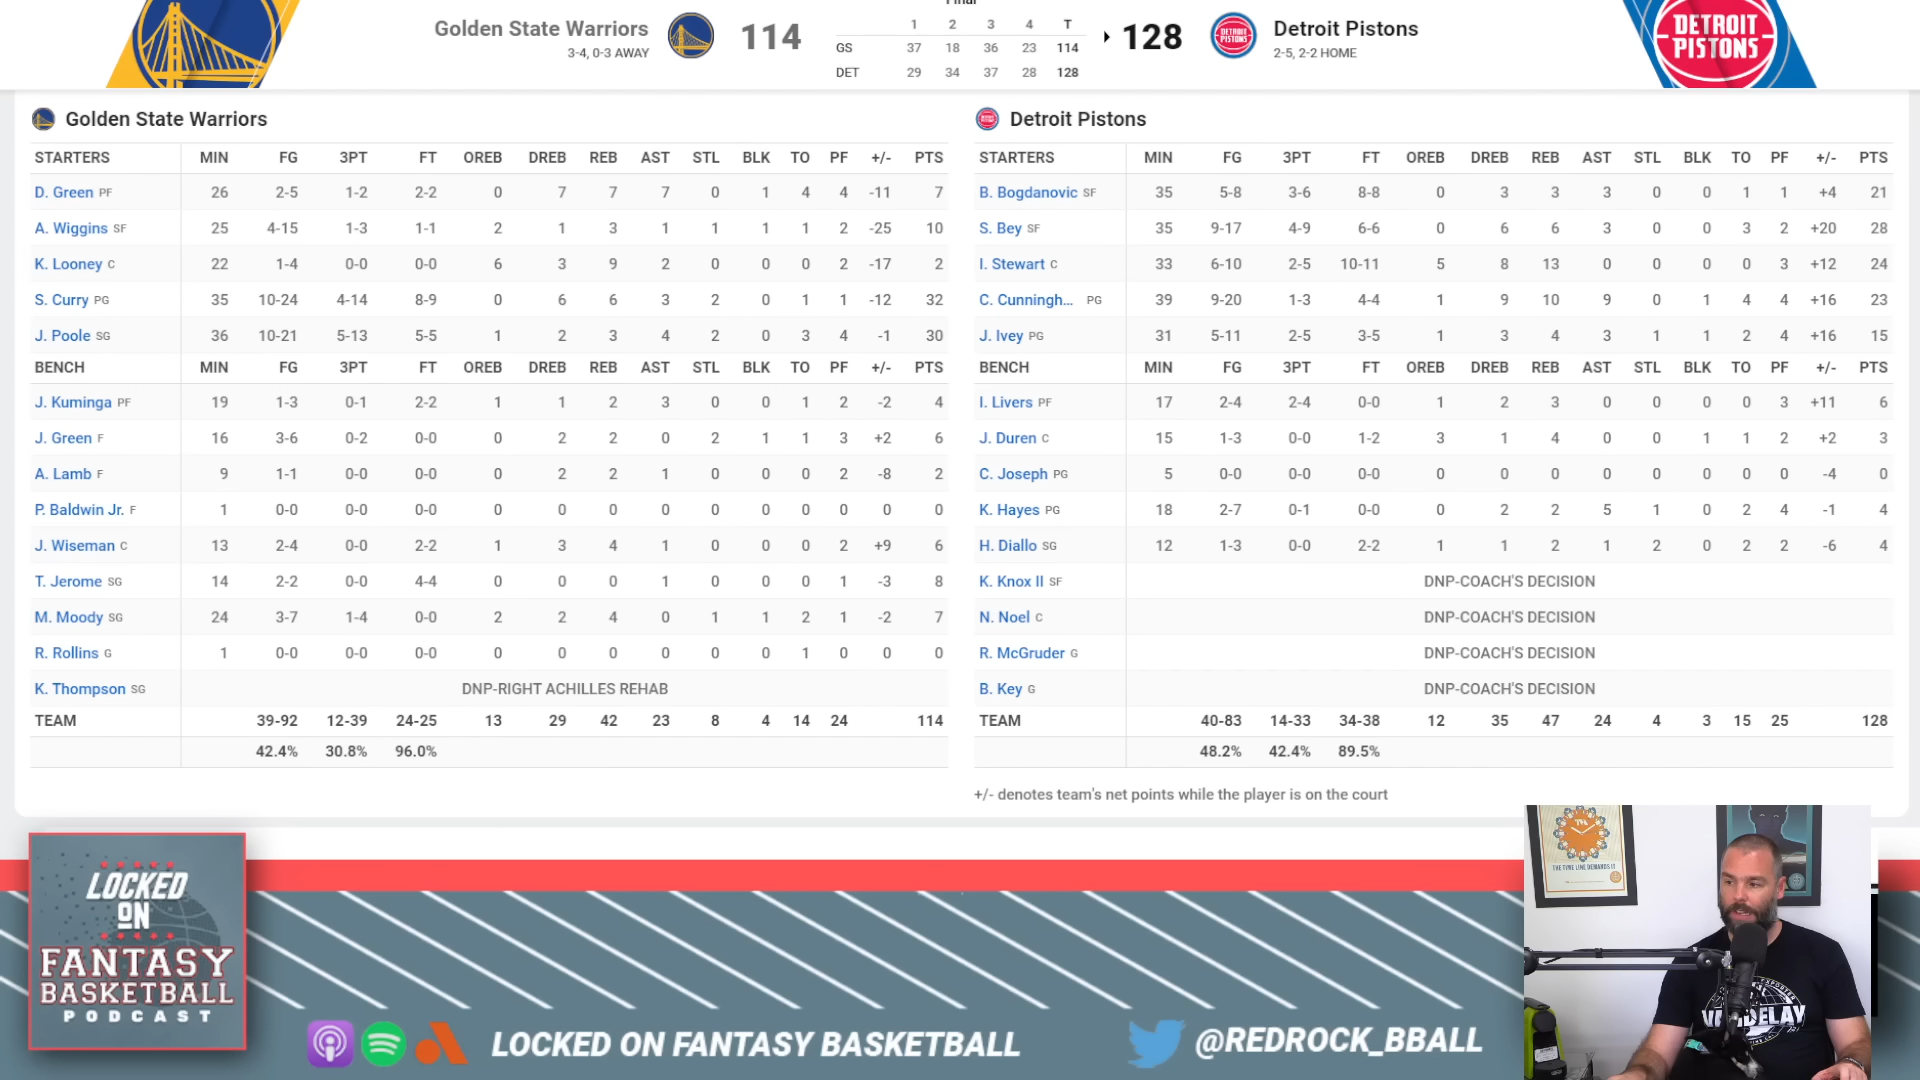 Final
Golden State Warriors
3-4, 0-3 AWAY
114
1 2 3 4 T
GS 37 18 36 23 114
DET 29 34 37 28 128
128
Detroit Pistons
2-5, 2-2 HOME
DETROIT
PISTONS
Golden State Warriors
STARTERS MIN FG 3PT FT OREB DREB REB AST STL BLK TO PF +/- PTS
D. Green PF 26 2-5 1-2 2-2 0 7 7 7 0 1 4 4 -11 7
A. Wiggins SF 25 4-15 1-3 1-1 2 1 3 1 1 1 1 2 -25 10
K. Looney C 22 1-4 0-0 0-0 6 3 9 2 0 0 0 2 -17 2
S. Curry PG 35 10-24 4-14 8-9 0 6 6 3 2 0 1 1 -12 32
J. Poole SG 36 10-21 5-13 5-5 1 2 3 4 2 0 3 4 -1 30
BENCH MIN FG 3PT FT OREB DREB REB AST STL BLK TO PF +/- PTS
J. Kuminga PF 19 1-3 0-1 2-2 1 1 2 3 0 0 1 2 -2 4
J. Green F 16 3-6 0-2 0-0 0 2 2 0 2 1 1 3 +2 6
A. Lamb F 9 1-1 0-0 0-0 0 2 2 1 0 0 0 2 -8 2
P. Baldwin Jr. F 1 0-0 0-0 0-0 0 0 0 0 0 0 0 0 0 0
J. Wiseman C 13 2-4 0-0 2-2 1 3 4 1 0 0 0 2 +9 6
T. Jerome SG 14 2-2 0-0 4-4 0 0 0 1 0 0 0 1 -3 8
M. Moody SG 24 3-7 1-4 0-0 2 2 4 0 1 1 2 1 -2 7
R. Rollins G 1 0-0 0-0 0-0 0 0 0 0 0 0 1 0 0 0
K. Thompson SG DNP-RIGHT ACHILLES REHAB
TEAM 39-92 12-39 24-25 13 29 42 23 8 4 14 24 114
42.4% 30.8% 96.0%
Detroit Pistons
STARTERS MIN FG 3PT FT OREB DREB REB AST STL BLK TO PF +/- PTS
B. Bogdanovic SF 35 5-8 3-6 8-8 0 3 3 3 0 0 1 1 +4 21
S. Bey SF 35 9-17 4-9 6-6 0 6 6 3 0 0 3 2 +20 28
I. Stewart C 33 6-10 2-5 10-11 5 8 13 0 0 0 0 3 +12 24
C. Cunningh... PG 39 9-20 1-3 4-4 1 9 10 9 0 1 4 4 +16 23
J. Ivey PG 31 5-11 2-5 3-5 1 3 4 3 1 1 2 4 +16 15
BENCH MIN FG 3PT FT OREB DREB REB AST STL BLK TO PF +/- PTS
I. Livers PF 17 2-4 2-4 0-0 1 2 3 0 0 0 0 3 +11 6
J. Duren C 15 1-3 0-0 1-2 3 1 4 0 0 1 1 2 +2 3
C. Joseph PG 5 0-0 0-0 0-0 0 0 0 0 0 0 0 0 -4 0
K. Hayes PG 18 2-7 0-1 0-0 0 2 2 5 1 0 2 4 -1 4
H. Diallo SG 12 1-3 0-0 2-2 1 1 2 1 2 0 2 2 -6 4
K. Knox II SF DNP-COACH'S DECISION
N. Noel C DNP-COACH'S DECISION
R. McGruder G DNP-COACH'S DECISION
B. Key G DNP-COACH'S DECISION
TEAM 40-83 14-33 34-38 12 35 47 24 4 3 15 25 128
48.2% 42.4% 89.5%
+/- denotes team's net points while the player is on the court
LOCKED
ON
FANTASY
BASKETBALL
PODCAST
LOCKED ON FANTASY BASKETBALL
@REDROCK_BBALL